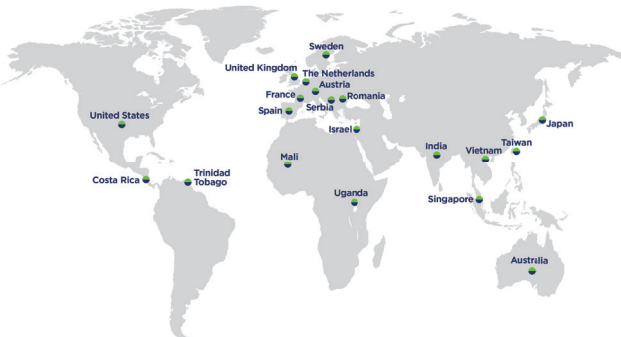 Sweden
United Kingdom
The Netherlands
Austria
France
Romania
Serbia
Spain
United States
Israel
Japan
India
Taiwan
Vietnam
Mali
Trinidad
Tobago
Costa Rica
Uganda
Singapore
Australia